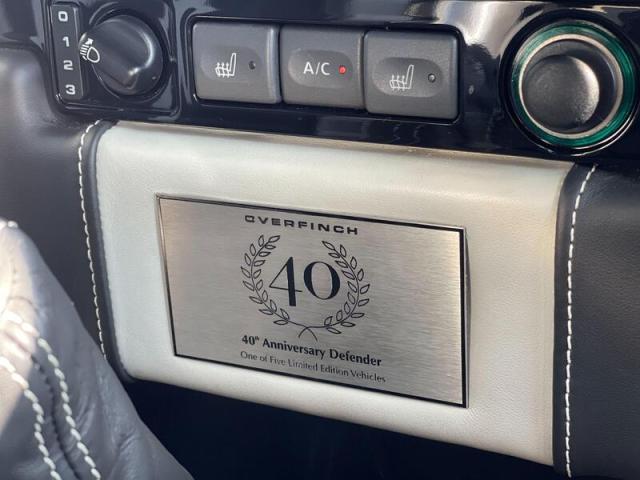 0
1
2
3
A/C
OVERFINCH
40
40th Anniversary Defender
One of Five Limited Edition Vehicles